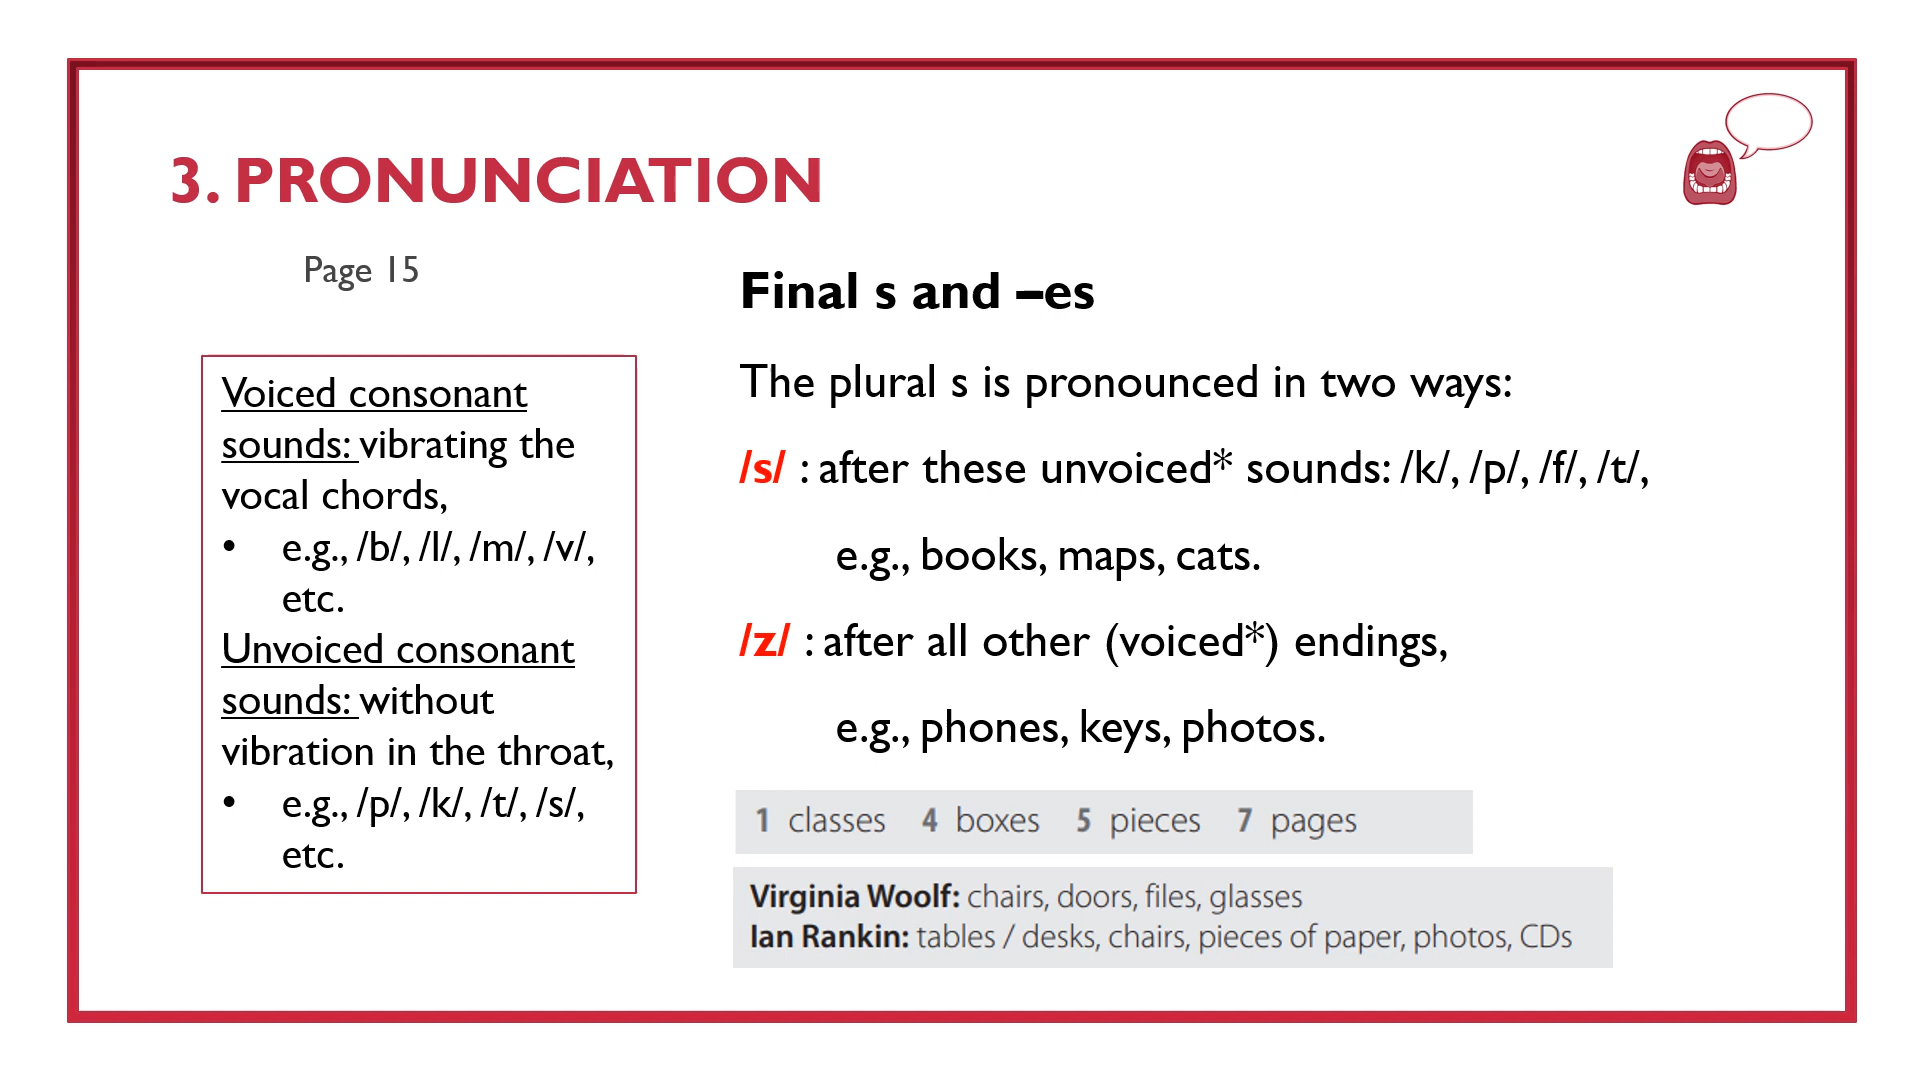 3. PRONUNCIATION
Page 15
Voiced consonant
sounds: vibrating the
vocal chords,
• e.g., /b/, /l/, /m/, /v/,
etc.
Unvoiced consonant
sounds: without
vibration in the throat,
• e.g., /p/, /k/, /t/, /s/,
etc.
Final s and –es
The plural s is pronounced in two ways:
/s/ : after these unvoiced* sounds: /k/, /p/, /f/, /t/,
e.g., books, maps, cats.
/z/ : after all other (voiced*) endings,
e.g., phones, keys, photos.
1 classes 4 boxes 5 pieces 7 pages
Virginia Woolf: chairs, doors, files, glasses
Ian Rankin: tables / desks, chairs, pieces of paper, photos, CDs